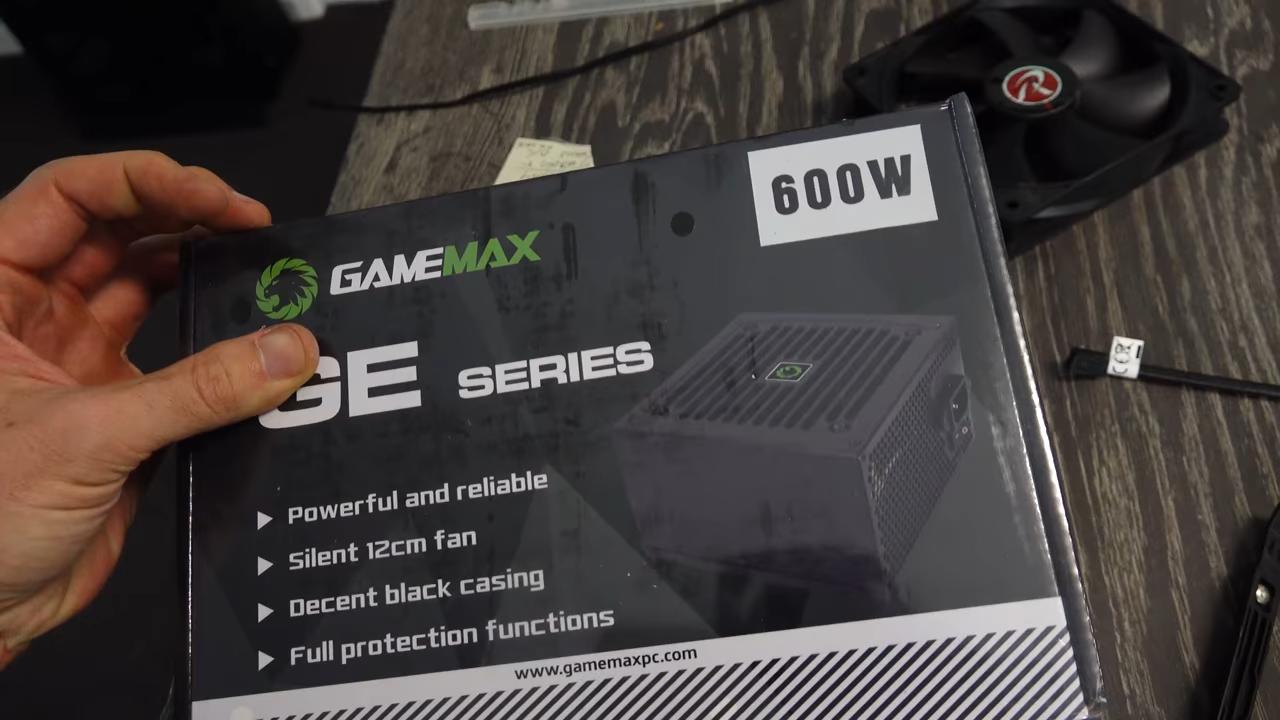 600W
GAMEMAX
GE SERIES
Powerful and reliable
Silent 12cm fan
Decent black casing
Full protection functions
www.gamemaxpc.com